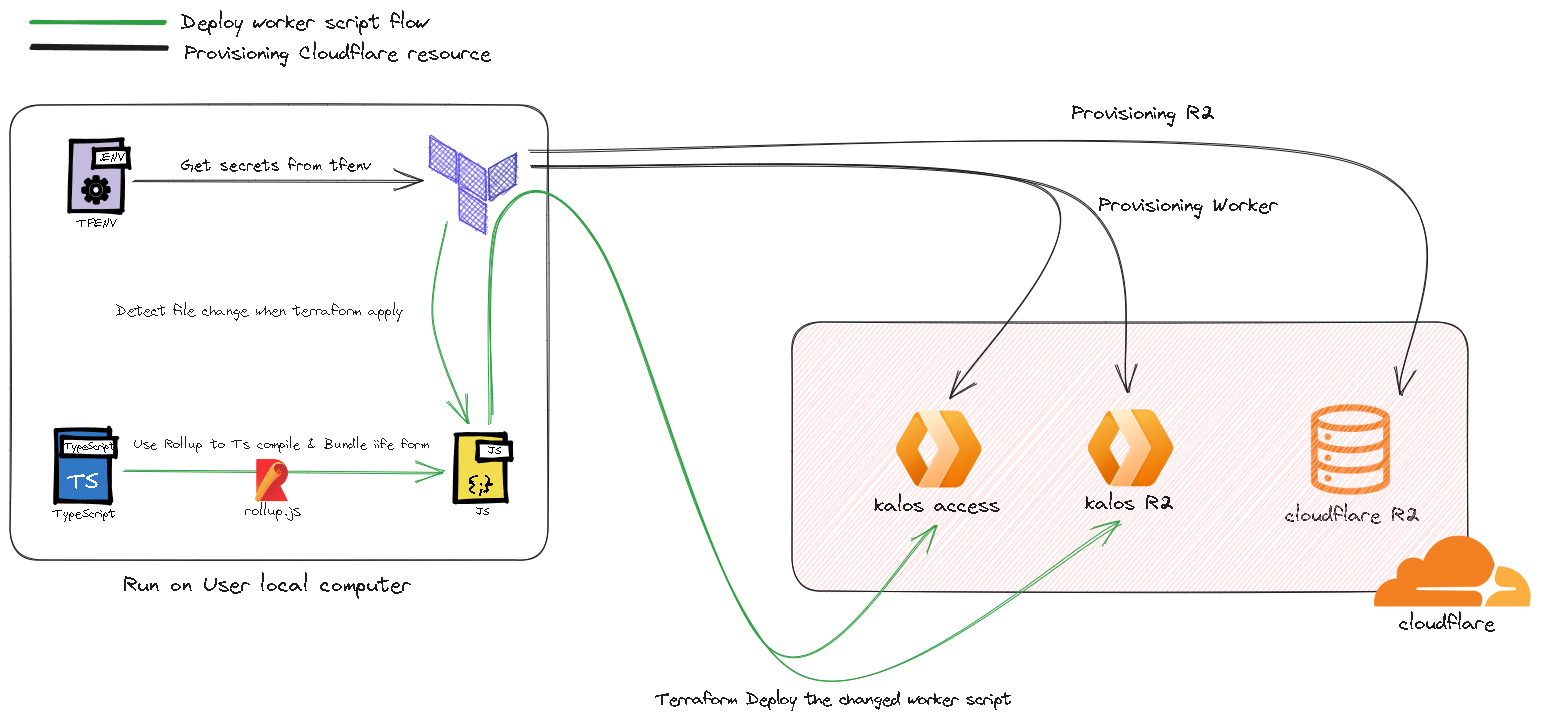 Deploy worker script flow
Provisioning Cloudflare resource
Provisioning R2
.ENV
Get secrets from tfenv
TFENV
Provisioning Worker
Detect file change when terraform apply
TypeScript
Use Rollup to Ts compile & Bundle iife form
JS
TS
{;}
TypeScript
rollup.js
JS
kalos access
kalos R2
cloudflare R2
Run on User local computer
cloudflare
Terraform Deploy the changed worker script